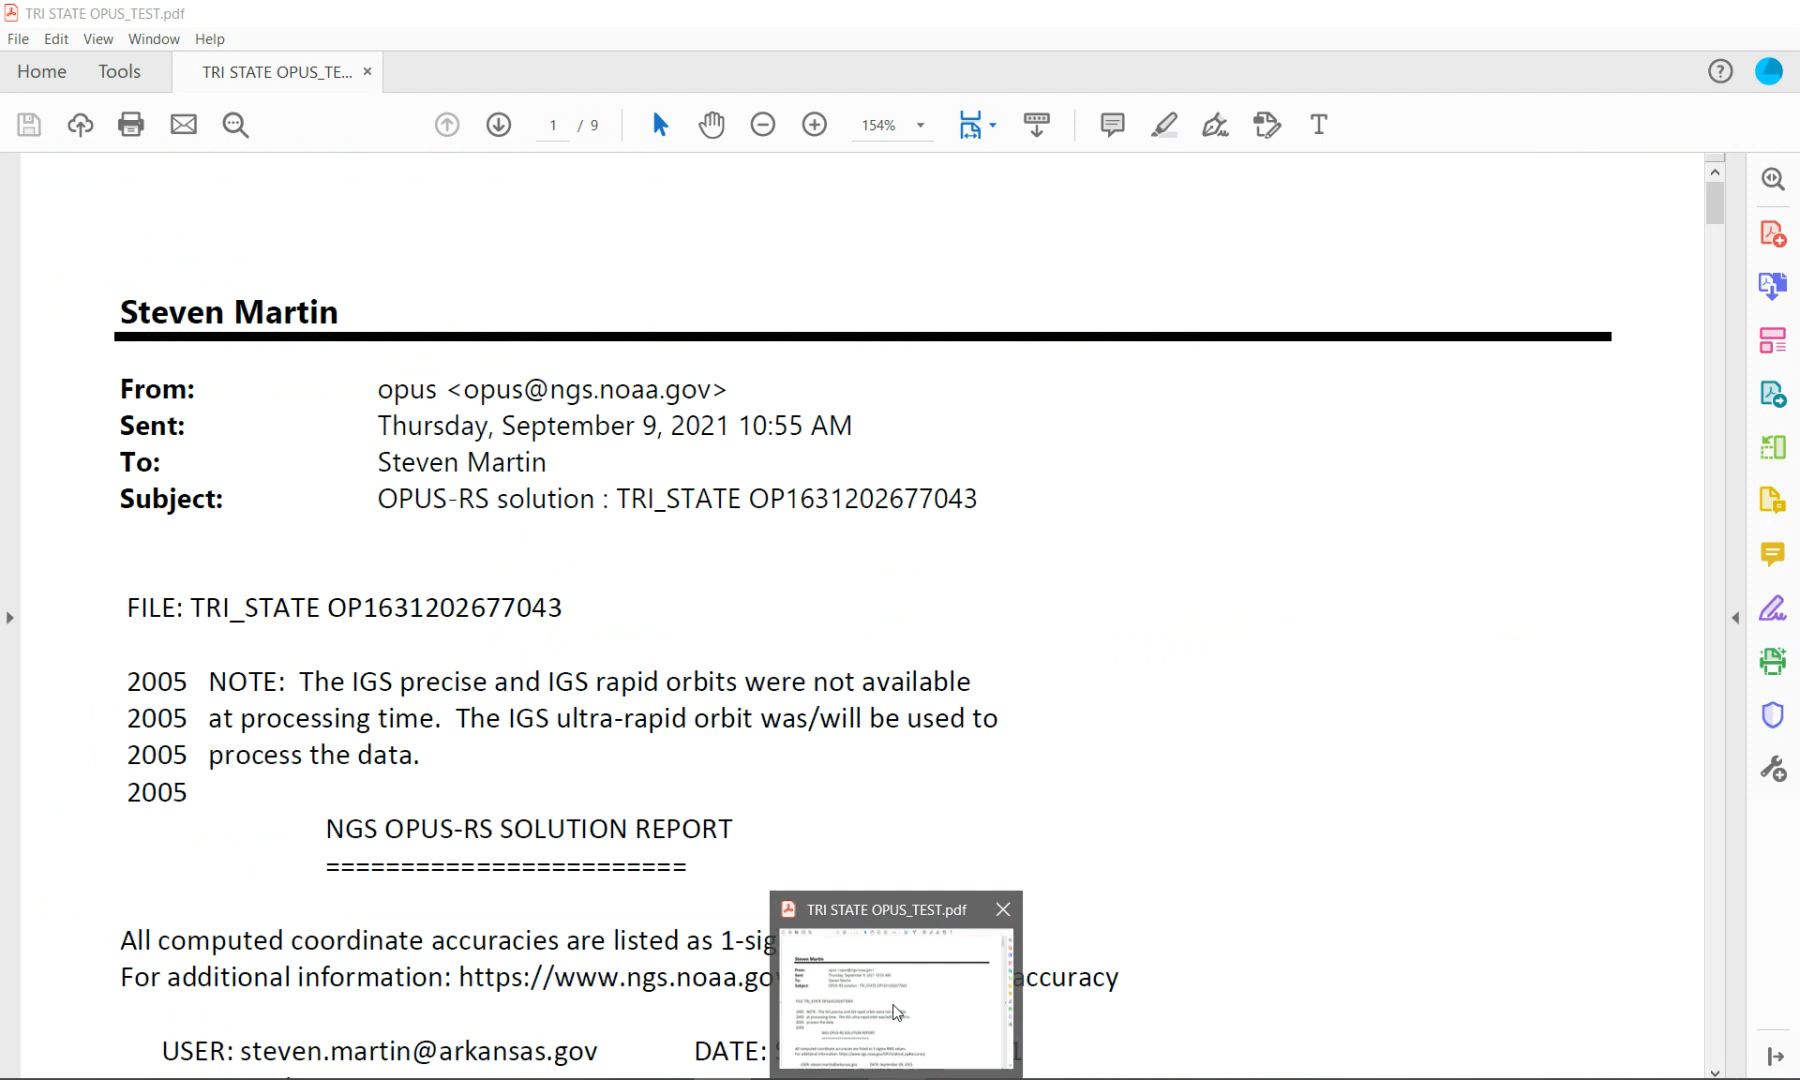 TRI STATE OPUS_TEST.pdf
File Edit View Window Help
Home Tools TRI STATE OPUS_TE... ×
1 / 9 154%
Steven Martin
From: opus <opus@ngs.noaa.gov>
Sent: Thursday, September 9, 2021 10:55 AM
To: Steven Martin
Subject: OPUS-RS solution : TRI_STATE OP1631202677043
FILE: TRI_STATE OP1631202677043
2005 NOTE: The IGS precise and IGS rapid orbits were not available
2005 at processing time. The IGS ultra-rapid orbit was/will be used to
2005 process the data.
2005
NGS OPUS-RS SOLUTION REPORT
========================
All computed coordinate accuracies are listed as 1-sig
For additional information: https://www.ngs.noaa.go accuracy
USER: steven.martin@arkansas.gov DATE:
TRI STATE OPUS_TEST.pdf
Steven Martin